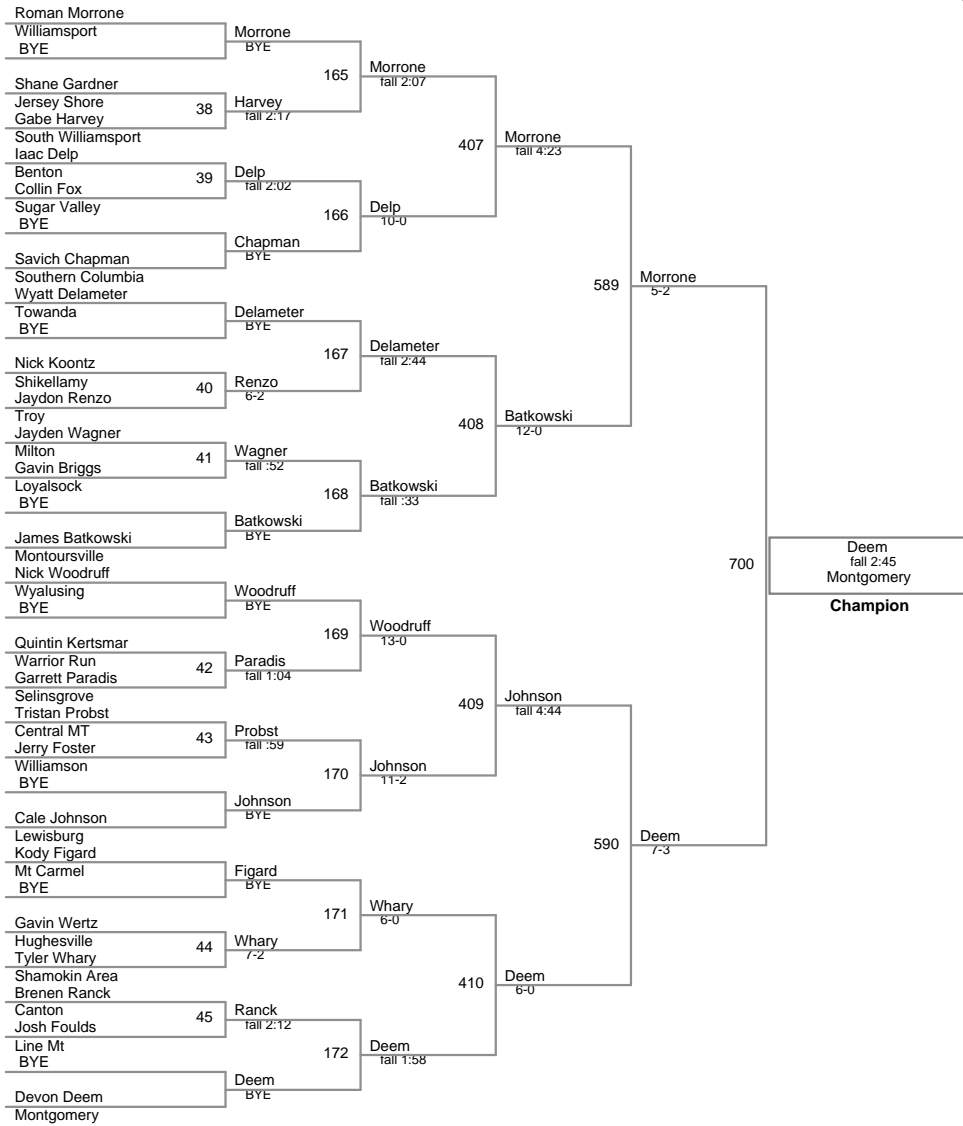 Roman Morrone
Williamsport
BYE
Shane Gardner
Jersey Shore
Gabe Harvey
South Williamsport
Iaac Delp
Benton
Collin Fox
Sugar Valley
BYE
Savich Chapman
Southern Columbia
Wyatt Delameter
Towanda
BYE
Nick Koontz
Shikellamy
Jaydon Renzo
Troy
Jayden Wagner
Milton
Gavin Briggs
Loyalsock
BYE
James Batkowski
Montoursville
Nick Woodruff
Wyalusing
BYE
Quintin Kertsmar
Warrior Run
Garrett Paradis
Selinsgrove
Tristan Probst
Central MT
Jerry Foster
Williamson
BYE
Cale Johnson
Lewisburg
Kody Figard
Mt Carmel
BYE
Gavin Wertz
Hughesville
Tyler Whary
Shamokin Area
Brenen Ranck
Canton
Josh Foulds
Line Mt
BYE
Devon Deem
Montgomery
38
39
40
41
42
43
44
45
Morrone
BYE
Harvey
fall 2:17
Delp
fall 2:02
Chapman
BYE
Delameter
BYE
Renzo
6-2
Wagner
fall :52
Batkowski
BYE
Woodruff
BYE
Paradis
fall 1:04
Probst
fall :59
Johnson
BYE
Figard
BYE
Whary
7-2
Ranck
fall 2:12
Deem
BYE
165
166
167
168
169
170
171
172
Morrone
fall 2:07
Delp
10-0
Delameter
fall 2:44
Batkowski
fall :33
Woodruff
13-0
Johnson
11-2
Whary
6-0
Deem
fall 1:58
407
408
409
410
Morrone
fall 4:23
Batkowski
12-0
Johnson
fall 4:44
Deem
6-0
589
590
Morrone
5-2
Deem
7-3
700
Deem
fall 2:45
Montgomery
Champion